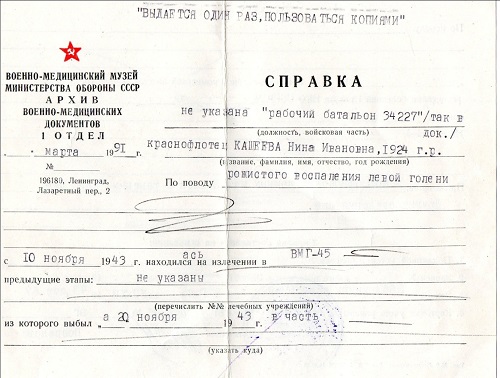 "ВЫДАЕТСЯ ОДИН РАЗ,ПОЛЬЗОВАТЬСЯ КОПИЯМИ"
ВОЕННО-МЕДИЦИНСКИЙ МУЗЕЙ
МИНИСТЕРСТВА ОБОРОНЫ СССР
АРХИВ
ВОЕННО-МЕДИЦИНСКИХ
ДОКУМЕНТОВ
1 ОТДЕЛ
марта 1991 г.
196180, Ленинград,
Лазаретный пер., 2
СПРАВКА
не указана "рабочий батальон 34227"/так в
(должность, войсковая часть) док./
краснофлотец КАЩЕЕВА Нина Ивановна,1924 г.р.
(звание, фамилия, имя, отчество, год рождения)
По поводу рожистого воспаления левой голени
с 10 ноября 1943 г. находился ась на излечении в ВМГ-45
предыдущие этапы: не указаны
(перечислить №№ лечебных учреждений)
из которого выбыл а 20 ноября 1943 г. в часть
(указать куда)